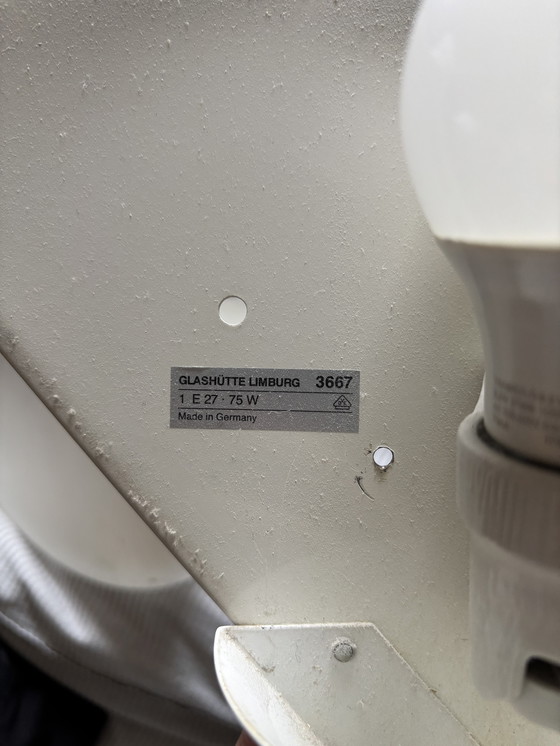 GLASHÜTTE LIMBURG 3667
1 E 27 · 75 W
Made in Germany